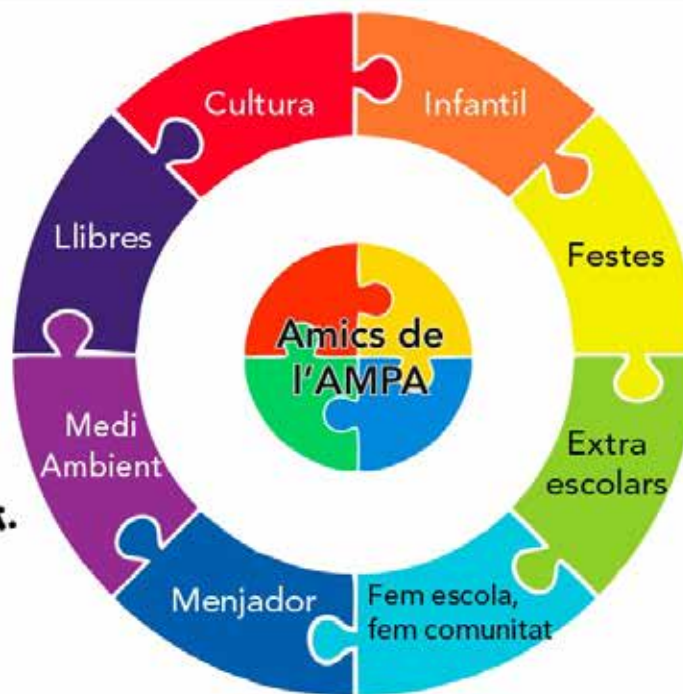 Cultura
Infantil
Llibres
Festes
Amics de
l'AMPA
Medi
Ambient
Extra
escolars
Menjador
Fem escola,
fem comunitat